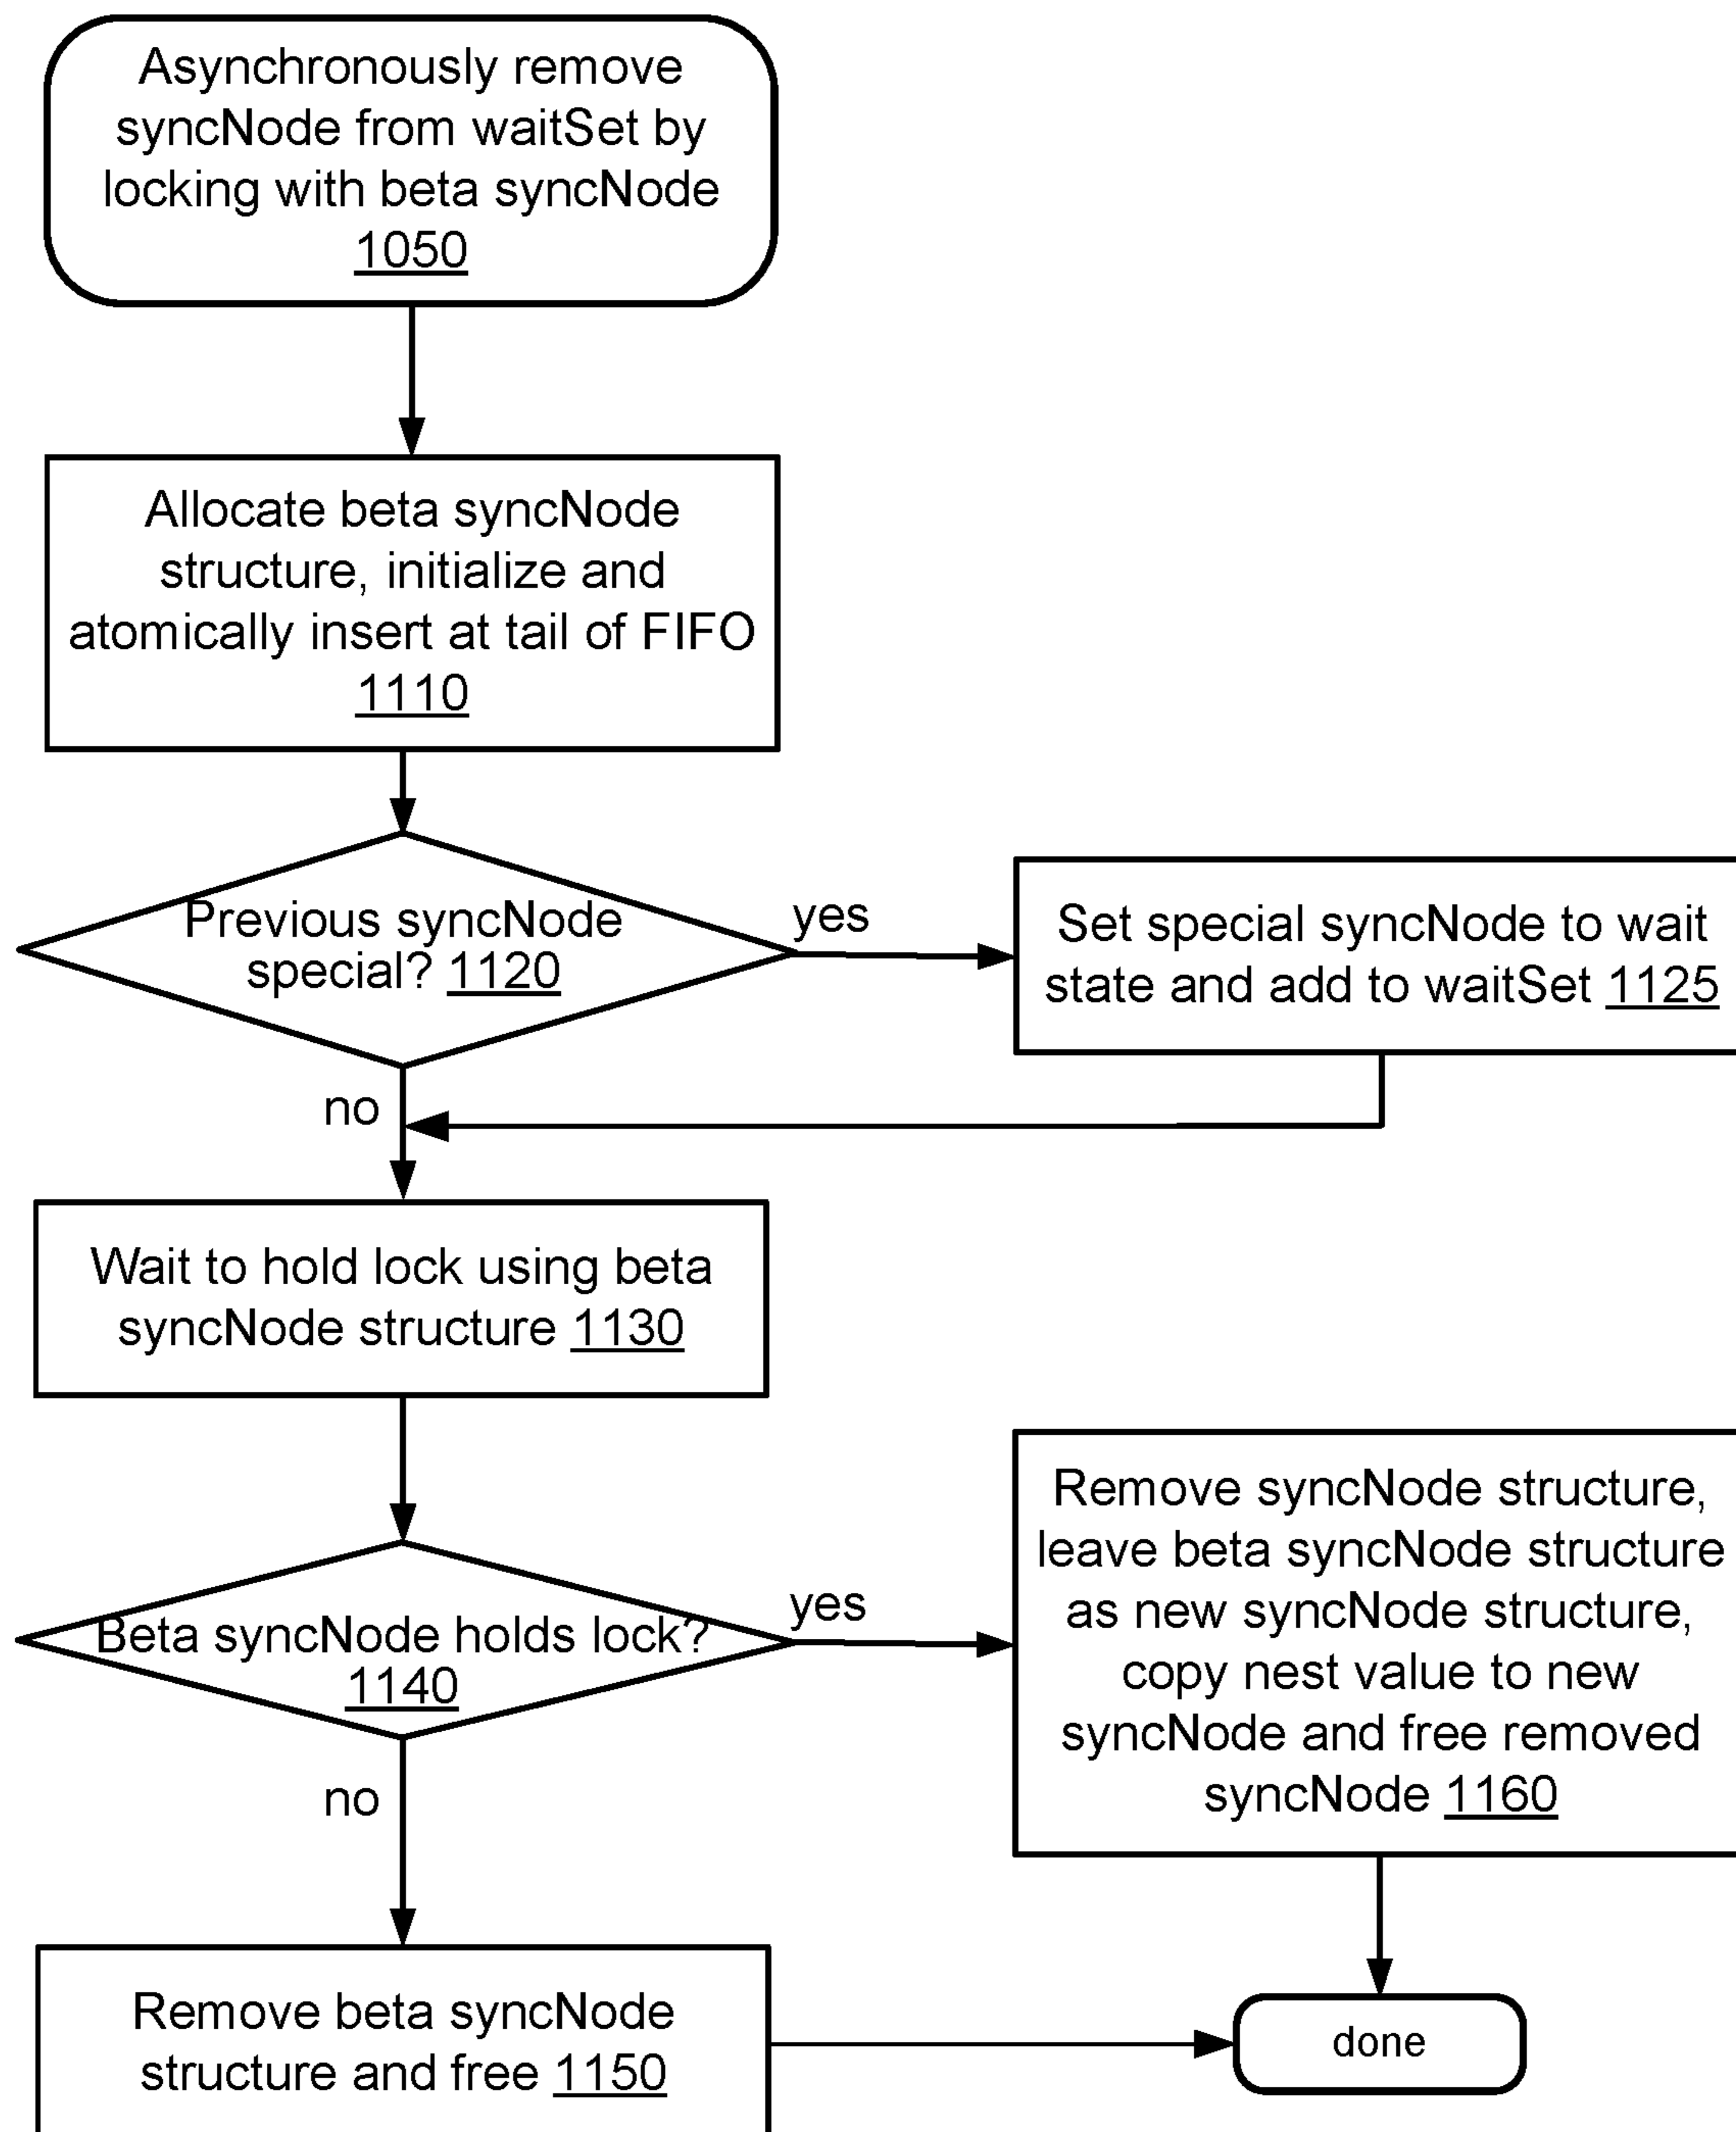 Asynchronously remove
syncNode from waitSet by
locking with beta syncNode
1050
Allocate beta syncNode
structure, initialize and
atomically insert at tail of FIFO
1110
Previous syncNode
special? 1120
yes
Set special syncNode to wait
state and add to waitSet 1125
no
Wait to hold lock using beta
syncNode structure 1130
Beta syncNode holds lock?
1140
yes
Remove syncNode structure,
leave beta syncNode structure
as new syncNode structure,
copy nest value to new
syncNode and free removed
syncNode 1160
no
Remove beta syncNode
structure and free 1150
done